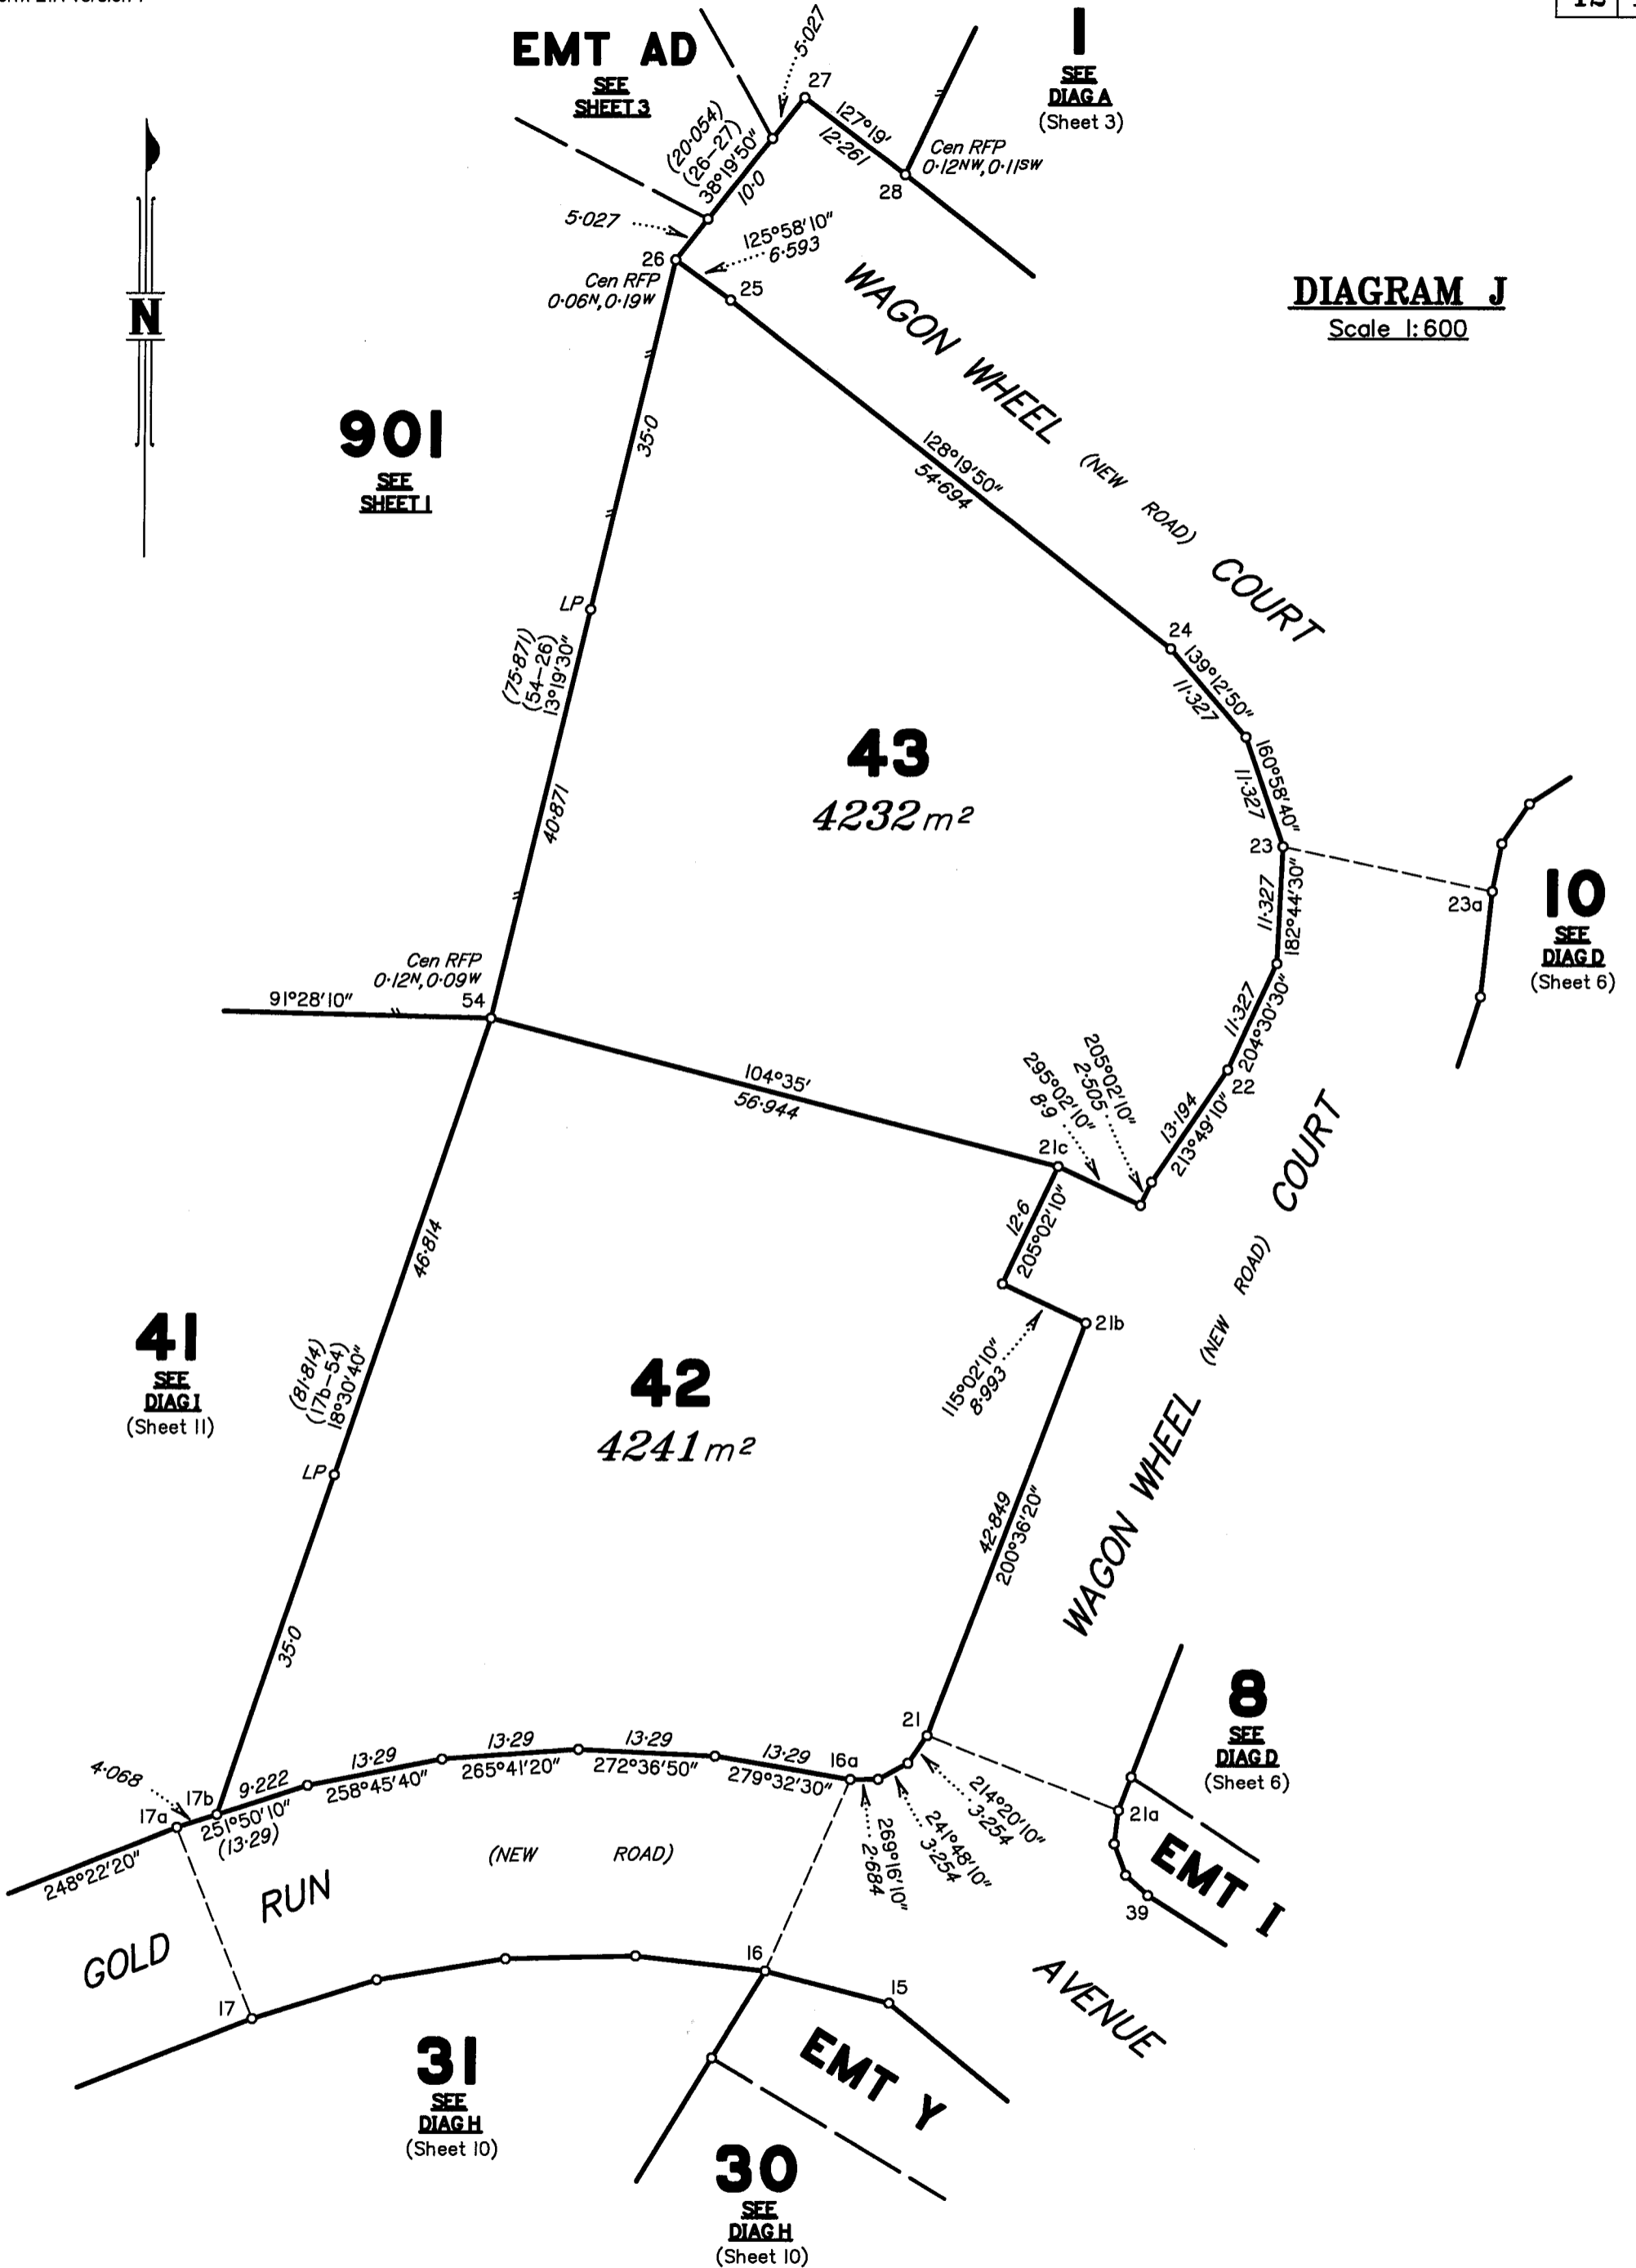 EMT AD
SEE
SHEET 3
5·027
27
1
SEE
DIAG A
(Sheet 3)
127°19'
12·261
Cen RFP
0·12NW, 0·11SW
28
(20·054)
(26–27)
38°19'50"
10·0
5·027
125°58'10"
6·593
26
Cen RFP
0·06N, 0·19W
25
N
DIAGRAM J
Scale 1:600
WAGON WHEEL (NEW ROAD) COURT
901
SEE
SHEET 1
35·0
128°19'50"
54·694
LP
(75·871)
(54–26)
13°19'30"
24
139°12'50"
11·327
43
4232 m²
160°58'40"
11·327
40·871
23
23a
10
SEE
DIAG D
(Sheet 6)
11·327
182°44'30"
Cen RFP
0·12N, 0·09W
91°28'10"
54
11·327
204°30'30"
22
104°35'
56·944
295°02'10"
8·9
205°02'10"
2·505
13·194
213°49'10"
21c
12·6
205°02'10"
21b
115°02'10"
8·993
46·814
41
SEE
DIAG I
(Sheet 11)
(81·814)
(17b–54)
18°30'40"
42
4241 m²
WAGON WHEEL (NEW ROAD) COURT
LP
42·849
200°36'20"
35·0
21
8
SEE
DIAG D
(Sheet 6)
4·068
17a
17b
9·222
251°50'10"
(13·29)
13·29
258°45'40"
13·29
265°41'20"
13·29
272°36'50"
13·29
279°32'30"
16a
269°16'10"
2·684
241°48'10"
3·254
214°20'10"
3·254
21a
EMT I
39
248°22'20"
GOLD RUN (NEW ROAD) AVENUE
17
16
15
31
SEE
DIAG H
(Sheet 10)
EMT Y
30
SEE
DIAG H
(Sheet 10)